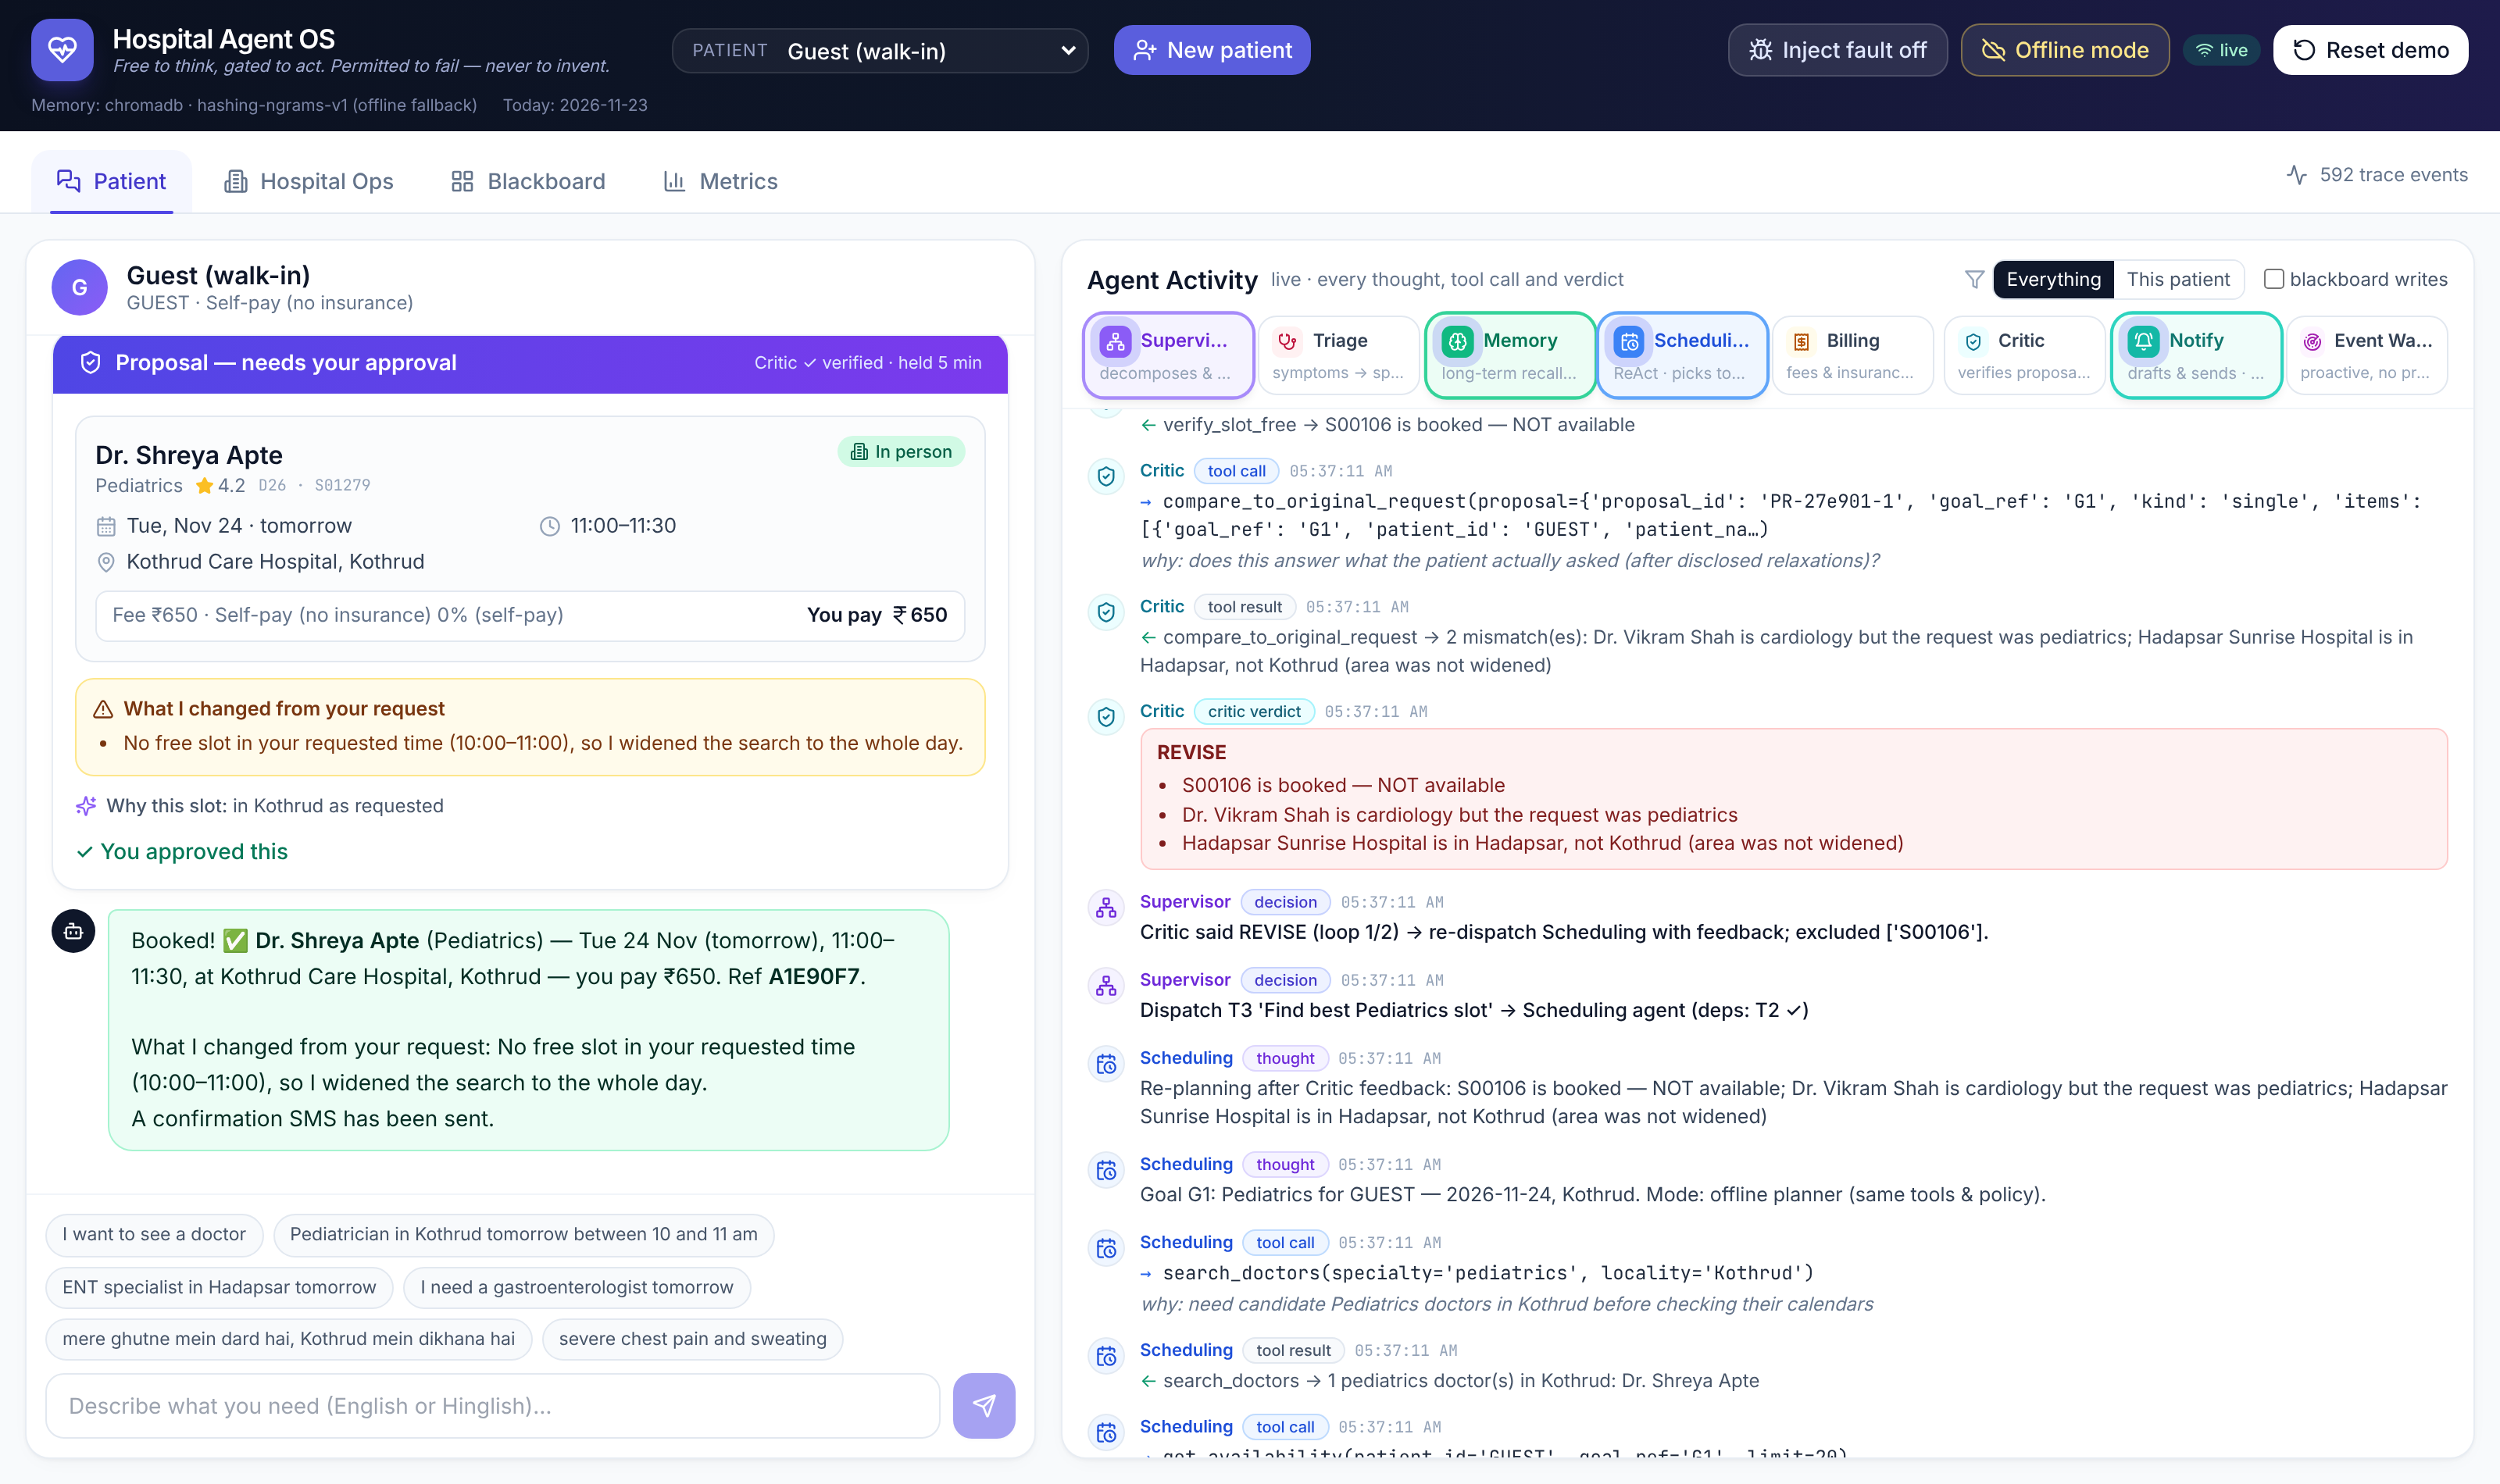 Hospital Agent OS
Free to think, gated to act. Permitted to fail — never to invent.
Memory: chromadb · hashing-ngrams-v1 (offline fallback) Today: 2026-11-23
PATIENT Guest (walk-in)
New patient
Inject fault off
Offline mode
live
Reset demo
Patient
Hospital Ops
Blackboard
Metrics
592 trace events
G
Guest (walk-in)
GUEST · Self-pay (no insurance)
Proposal — needs your approval
Critic ✓ verified · held 5 min
Dr. Shreya Apte
In person
Pediatrics ⭐ 4.2 D26 · S01279
Tue, Nov 24 · tomorrow
11:00–11:30
Kothrud Care Hospital, Kothrud
Fee ₹650 · Self-pay (no insurance) 0% (self-pay)
You pay ₹650
What I changed from your request
• No free slot in your requested time (10:00–11:00), so I widened the search to the whole day.
Why this slot: in Kothrud as requested
✓ You approved this
Booked! ✅ Dr. Shreya Apte (Pediatrics) — Tue 24 Nov (tomorrow), 11:00–
11:30, at Kothrud Care Hospital, Kothrud — you pay ₹650. Ref A1E90F7.
What I changed from your request: No free slot in your requested time
(10:00–11:00), so I widened the search to the whole day.
A confirmation SMS has been sent.
I want to see a doctor
Pediatrician in Kothrud tomorrow between 10 and 11 am
ENT specialist in Hadapsar tomorrow
I need a gastroenterologist tomorrow
mere ghutne mein dard hai, Kothrud mein dikhana hai
severe chest pain and sweating
Describe what you need (English or Hinglish)...
Agent Activity live · every thought, tool call and verdict
Everything
This patient
blackboard writes
Supervi...
decomposes & ...
Triage
symptoms → sp...
Memory
long-term recall...
Scheduli...
ReAct · picks to...
Billing
fees & insuranc...
Critic
verifies proposa...
Notify
drafts & sends · ...
Event Wa...
proactive, no pr...
← verify_slot_free → S00106 is booked — NOT available
Critic tool call 05:37:11 AM
→ compare_to_original_request(proposal={'proposal_id': 'PR-27e901-1', 'goal_ref': 'G1', 'kind': 'single', 'items':
[{'goal_ref': 'G1', 'patient_id': 'GUEST', 'patient_na…)
why: does this answer what the patient actually asked (after disclosed relaxations)?
Critic tool result 05:37:11 AM
← compare_to_original_request → 2 mismatch(es): Dr. Vikram Shah is cardiology but the request was pediatrics; Hadapsar Sunrise Hospital is in
Hadapsar, not Kothrud (area was not widened)
Critic critic verdict 05:37:11 AM
REVISE
• S00106 is booked — NOT available
• Dr. Vikram Shah is cardiology but the request was pediatrics
• Hadapsar Sunrise Hospital is in Hadapsar, not Kothrud (area was not widened)
Supervisor decision 05:37:11 AM
Critic said REVISE (loop 1/2) → re-dispatch Scheduling with feedback; excluded ['S00106'].
Supervisor decision 05:37:11 AM
Dispatch T3 'Find best Pediatrics slot' → Scheduling agent (deps: T2 ✓)
Scheduling thought 05:37:11 AM
Re-planning after Critic feedback: S00106 is booked — NOT available; Dr. Vikram Shah is cardiology but the request was pediatrics; Hadapsar
Sunrise Hospital is in Hadapsar, not Kothrud (area was not widened)
Scheduling thought 05:37:11 AM
Goal G1: Pediatrics for GUEST — 2026-11-24, Kothrud. Mode: offline planner (same tools & policy).
Scheduling tool call 05:37:11 AM
→ search_doctors(specialty='pediatrics', locality='Kothrud')
why: need candidate Pediatrics doctors in Kothrud before checking their calendars
Scheduling tool result 05:37:11 AM
← search_doctors → 1 pediatrics doctor(s) in Kothrud: Dr. Shreya Apte
Scheduling tool call 05:37:11 AM
→ get_availability(patient_id='GUEST', goal_ref='G1', limit=20)